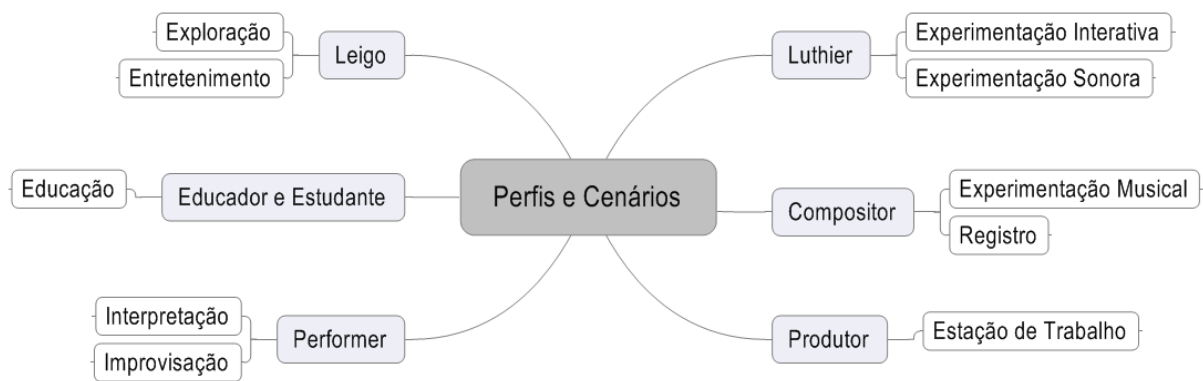 Exploração
Entretenimento
Leigo
Educação
Educador e Estudante
Interpretação
Improvisação
Performer
Perfis e Cenários
Luthier
Experimentação Interativa
Experimentação Sonora
Compositor
Experimentação Musical
Registro
Produtor
Estação de Trabalho